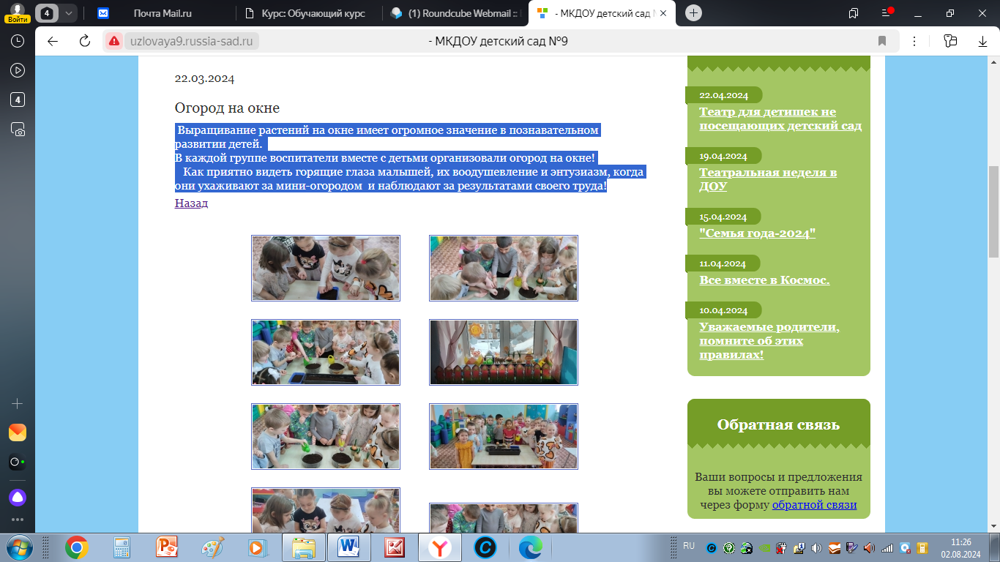 Войти
4
Почта Mail.ru
Курс: Обучающий курс
(1) Roundcube Webmail ::
- МКДОУ детский сад
uzlovaya9.russia-sad.ru
- МКДОУ детский сад №9
4
22.03.2024
Огород на окне
Выращивание растений на окне имеет огромное значение в познавательном
развитии детей.
В каждой группе воспитатели вместе с детьми организовали огород на окне!
Как приятно видеть горящие глаза малышей, их воодушевление и энтузиазм, когда
они ухаживают за мини-огородом и наблюдают за результатами своего труда!
Назад
22.04.2024
Театр для детишек не
посещающих детский сад
19.04.2024
Театральная неделя в
ДОУ
15.04.2024
"Семья года-2024"
11.04.2024
Все вместе в Космос.
10.04.2024
Уважаемые родители,
помните об этих
правилах!
Обратная связь
Ваши вопросы и предложения
вы можете отправить нам
через форму обратной связи
RU
11:26
02.08.2024